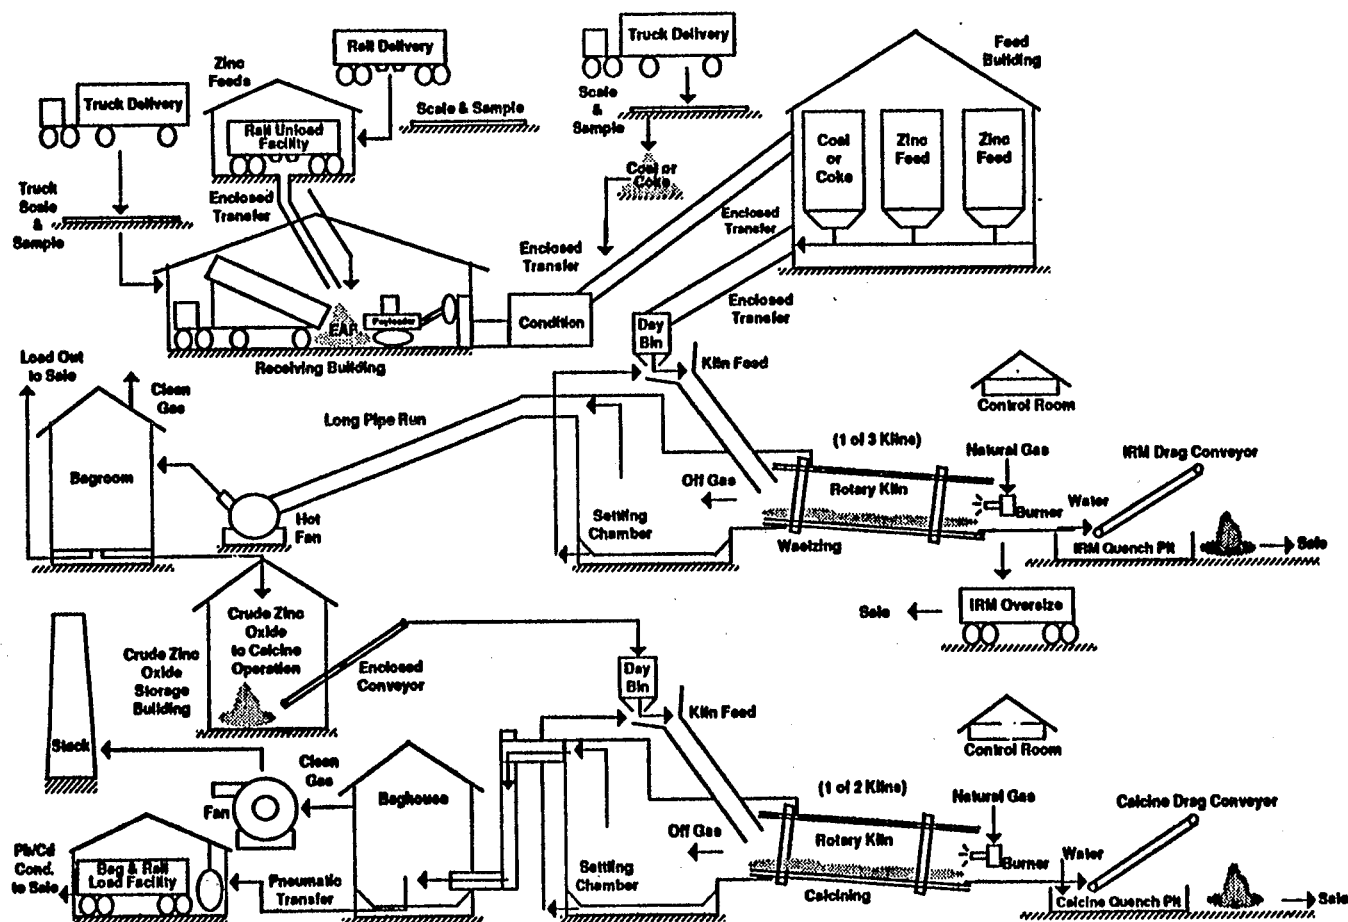 Rail Delivery
Truck Delivery
Feed
Building
Zinc
Feeds
Truck Delivery
Scale & Sample
Scale
&
Sample
Rail Unload
Facility
Coal
or
Coke
Zinc
Feed
Zinc
Feed
Coal or
Coke
Truck
Scale
&
Sample
Enclosed
Transfer
Enclosed
Transfer
Enclosed
Transfer
Enclosed
Transfer
EAF
Payloader
Condition
Day
Bin
Receiving Building
Kiln Feed
Load Out
to Sale
Clean
Gas
Control Room
Long Pipe Run
(1 of 3 Kilns)
Natural Gas
IRM Drag Conveyor
Bagroom
Off Gas
Rotary Kiln
Water
Burner
Hot
Fan
Settling
Chamber
Waelzing
IRM Quench Pit
Sale
Sale
IRM Oversize
Crude Zinc
Oxide
to Calcine
Operation
Crude Zinc
Oxide
Storage
Building
Enclosed
Conveyor
Day
Bin
Kiln Feed
Control Room
Stack
Clean
Gas
Fan
Baghouse
(1 of 2 Kilns)
Natural Gas
Calcine Drag Conveyor
Off Gas
Rotary Kiln
Burner
Water
Pb/Cd
Cond.
to Sale
Bag & Rail
Load Facility
Pneumatic
Transfer
Settling
Chamber
Calcining
Calcine Quench Pit
Sale